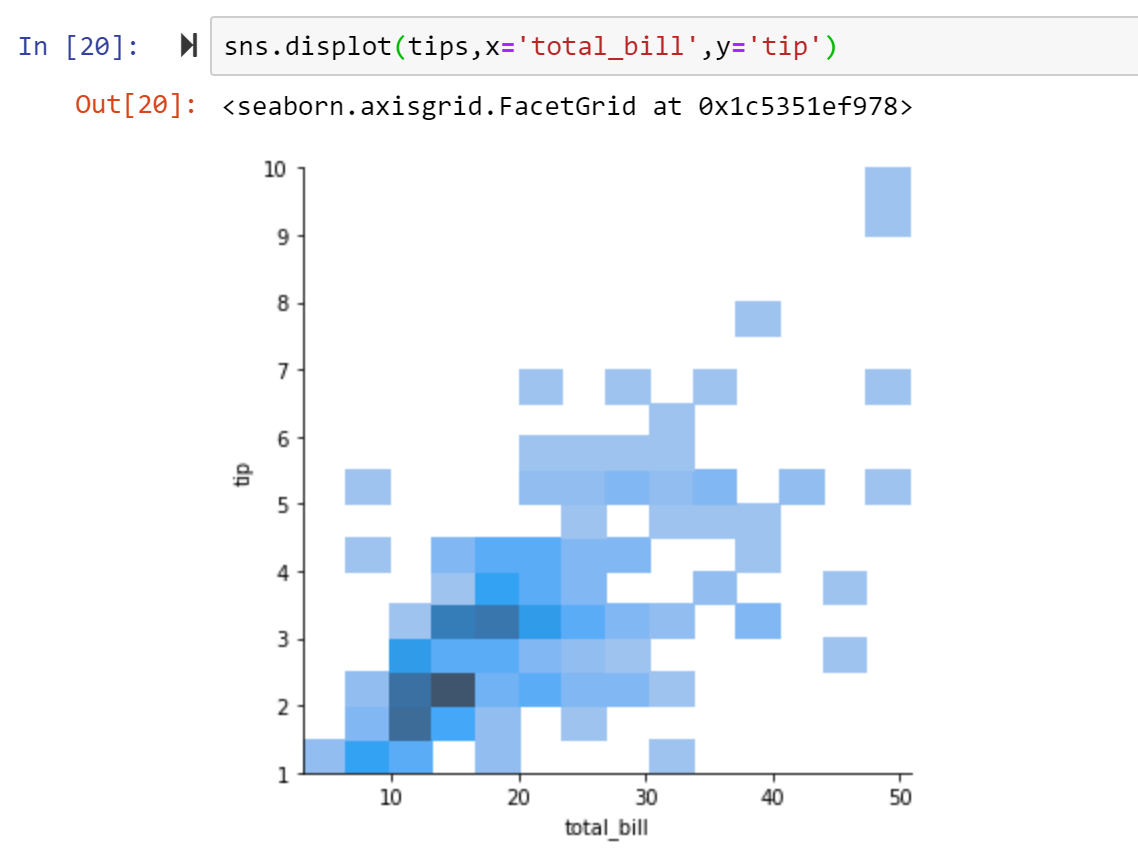 In [20]: sns.displot(tips,x='total_bill',y='tip')
Out[20]: <seaborn.axisgrid.FacetGrid at 0x1c5351ef978>
10
9
8
7
6
5
4
3
2
1
tip
10 20 30 40 50
total_bill